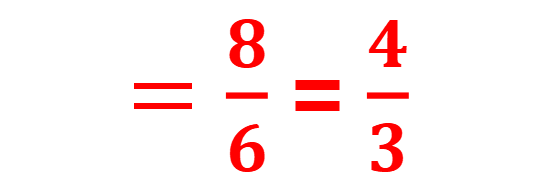 = 8/6 = 4/3